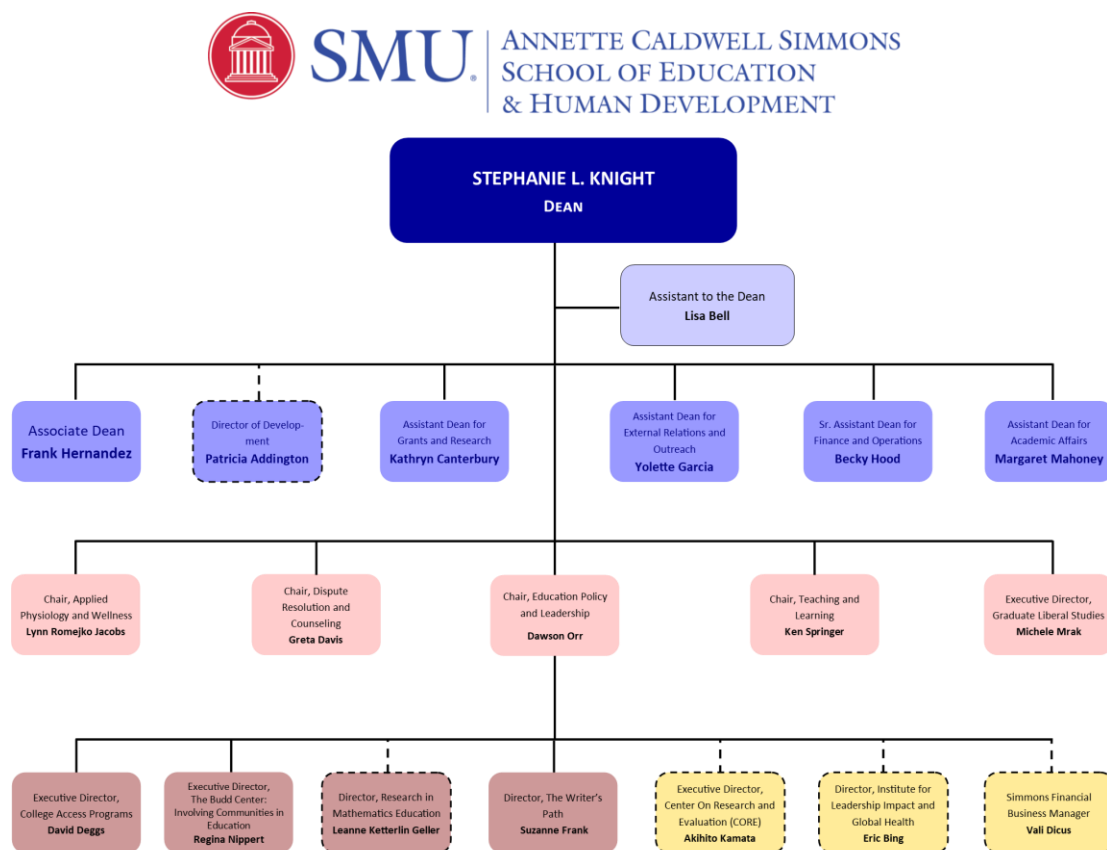 SMU.
ANNETTE CALDWELL SIMMONS
SCHOOL OF EDUCATION
& HUMAN DEVELOPMENT
STEPHANIE L. KNIGHT
DEAN
Assistant to the Dean
Lisa Bell
Associate Dean
Frank Hernandez
Director of Develop-
ment
Patricia Addington
Assistant Dean for
Grants and Research
Kathryn Canterbury
Assistant Dean for
External Relations and
Outreach
Yolette Garcia
Sr. Assistant Dean for
Finance and Operations
Becky Hood
Assistant Dean for
Academic Affairs
Margaret Mahoney
Chair, Applied
Physiology and Wellness
Lynn Romejko Jacobs
Chair, Dispute
Resolution and
Counseling
Greta Davis
Chair, Education Policy
and Leadership
Dawson Orr
Chair, Teaching and
Learning
Ken Springer
Executive Director,
Graduate Liberal Studies
Michele Mrak
Executive Director,
College Access Programs
David Deggs
Executive Director,
The Budd Center:
Involving Communities in
Education
Regina Nippert
Director, Research in
Mathematics Education
Leanne Ketterlin Geller
Director, The Writer's
Path
Suzanne Frank
Executive Director,
Center On Research and
Evaluation (CORE)
Akihito Kamata
Director, Institute for
Leadership Impact and
Global Health
Eric Bing
Simmons Financial
Business Manager
Vali Dicus